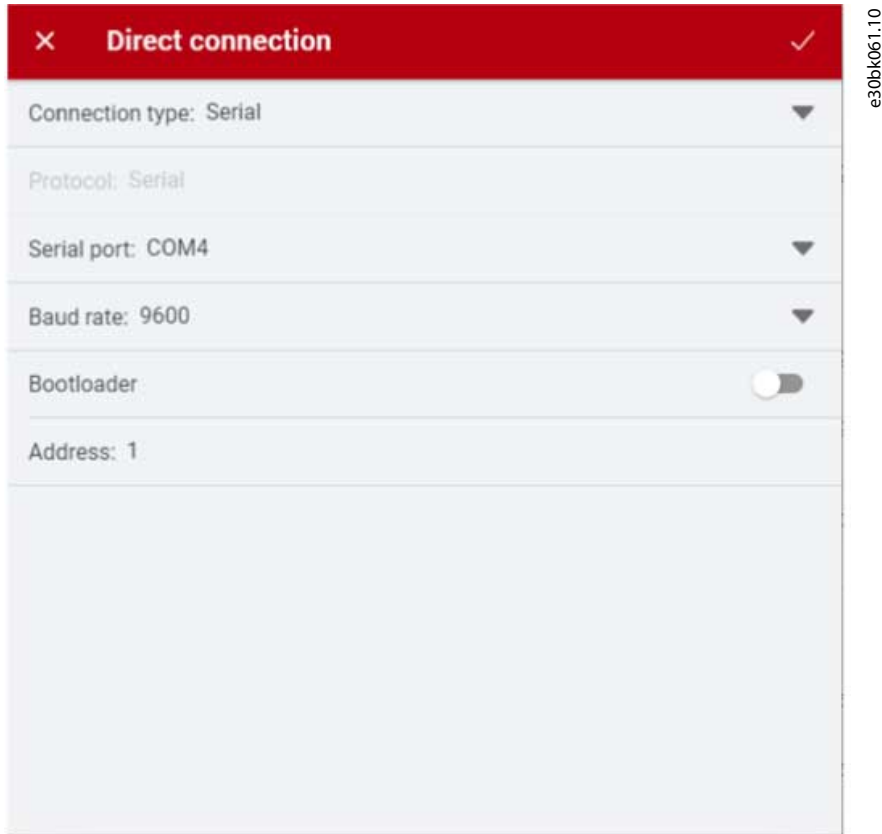 Direct connection
Connection type: Serial
Protocol: Serial
Serial port: COM4
Baud rate: 9600
Bootloader
Address: 1
e30bk061.10